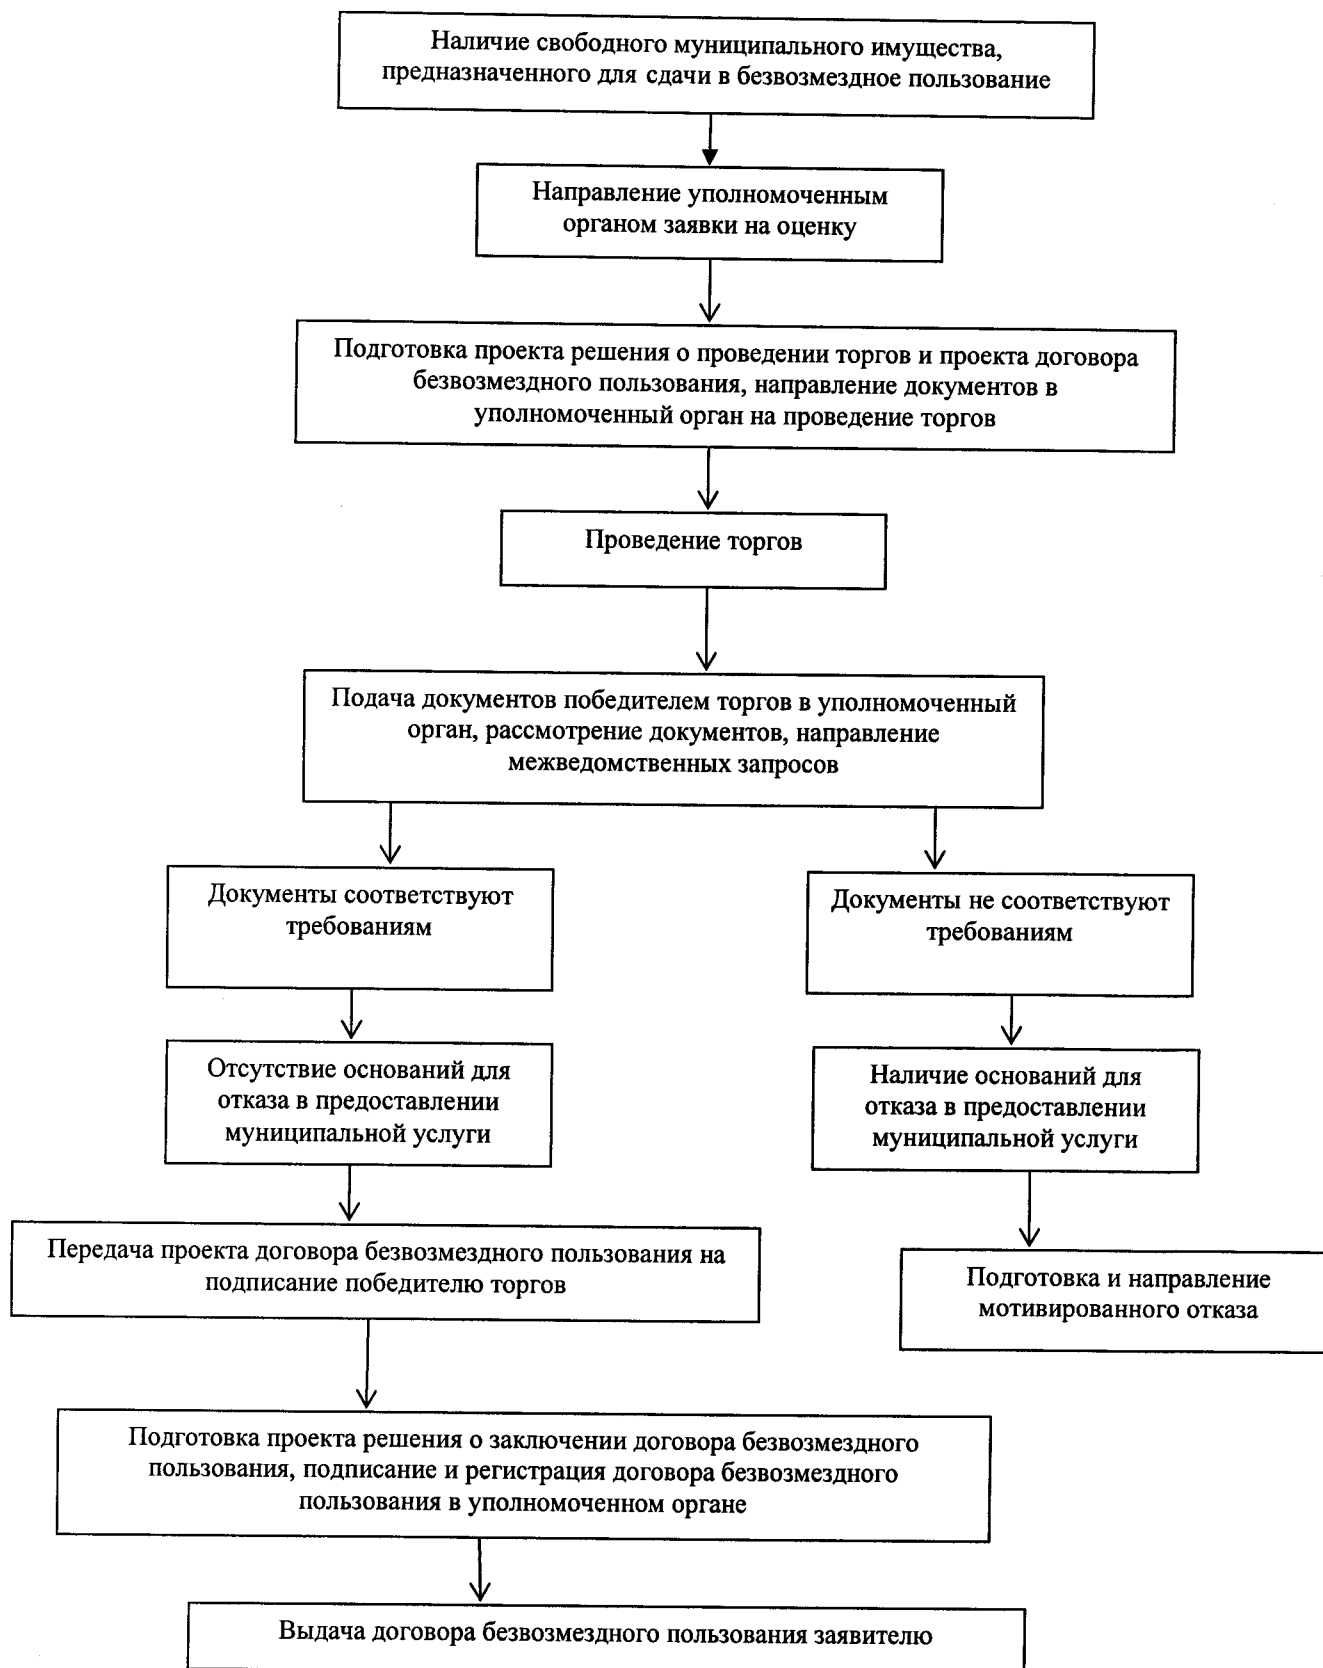 Наличие свободного муниципального имущества,
предназначенного для сдачи в безвозмездное пользование
Направление уполномоченным
органом заявки на оценку
Подготовка проекта решения о проведении торгов и проекта договора
безвозмездного пользования, направление документов в
уполномоченный орган на проведение торгов
Проведение торгов
Подача документов победителем торгов в уполномоченный
орган, рассмотрение документов, направление
межведомственных запросов
Документы соответствуют
требованиям
Документы не соответствуют
требованиям
Отсутствие оснований для
отказа в предоставлении
муниципальной услуги
Наличие оснований для
отказа в предоставлении
муниципальной услуги
Передача проекта договора безвозмездного пользования на
подписание победителю торгов
Подготовка и направление
мотивированного отказа
Подготовка проекта решения о заключении договора безвозмездного
пользования, подписание и регистрация договора безвозмездного
пользования в уполномоченном органе
Выдача договора безвозмездного пользования заявителю